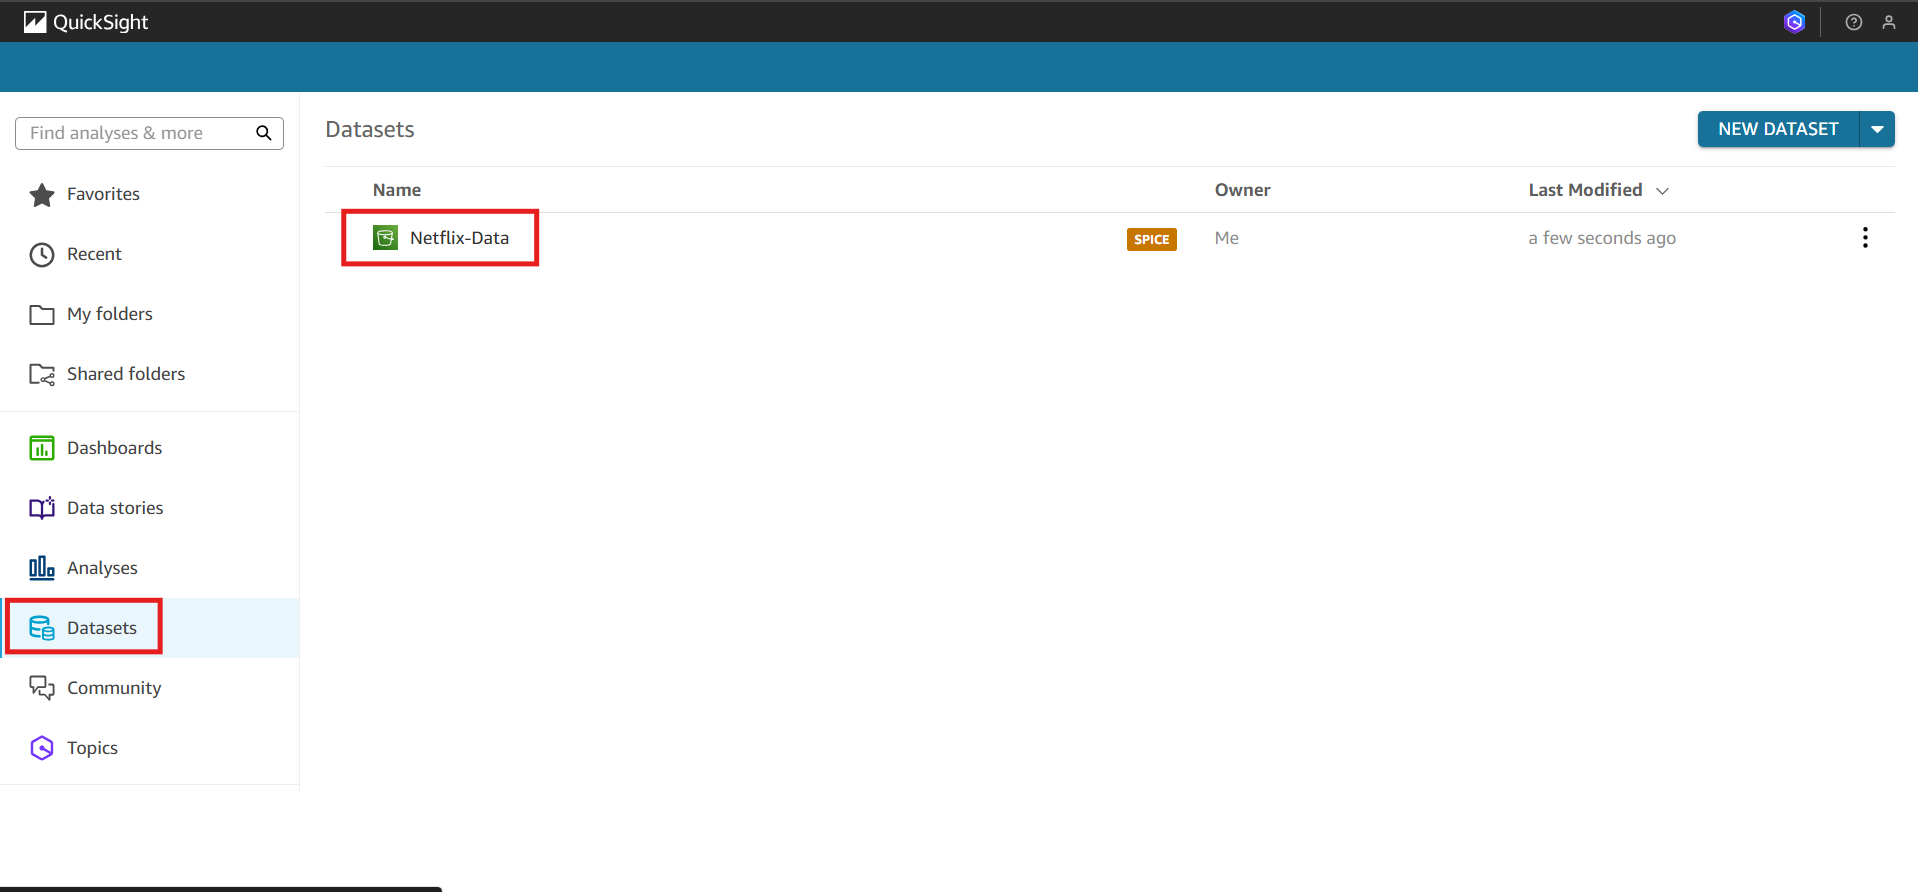 QuickSight
Find analyses & more
Favorites
Recent
My folders
Shared folders
Dashboards
Data stories
Analyses
Datasets
Community
Topics
Datasets
NEW DATASET
Name Owner Last Modified
Netflix-Data SPICE Me a few seconds ago